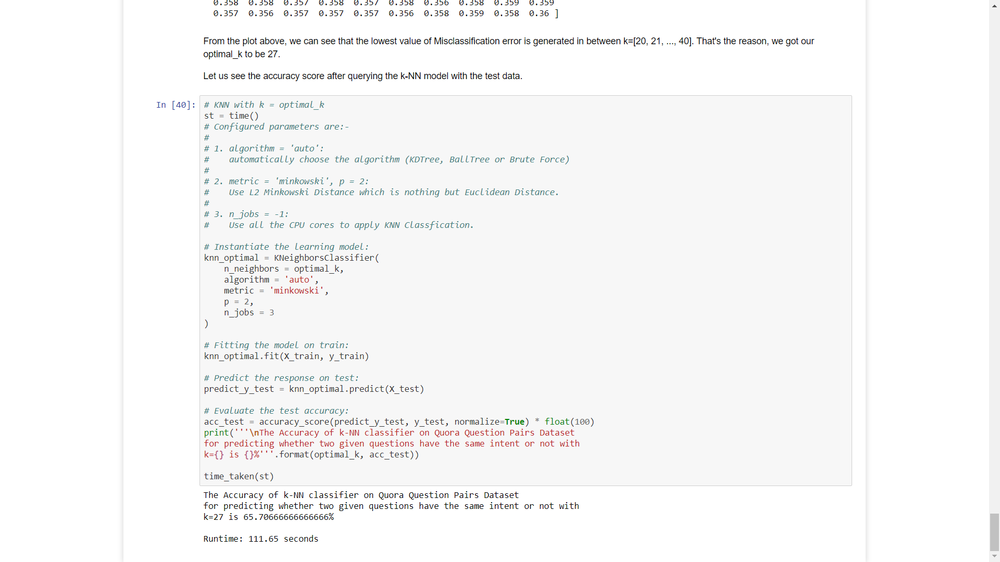 0.358 0.358 0.357 0.358 0.357 0.358 0.356 0.358 0.359 0.359
0.357 0.356 0.357 0.357 0.357 0.356 0.358 0.359 0.358 0.36 ]
From the plot above, we can see that the lowest value of Misclassification error is generated in between k=[20, 21, ..., 40]. That's the reason, we got our
optimal_k to be 27.
Let us see the accuracy score after querying the k-NN model with the test data.
In [40]:
# KNN with k = optimal_k
st = time()
# Configured parameters are:-
#
# 1. algorithm = 'auto':
#    automatically choose the algorithm (KDTree, BallTree or Brute Force)
#
# 2. metric = 'minkowski', p = 2:
#    Use L2 Minkowski Distance which is nothing but Euclidean Distance.
#
# 3. n_jobs = -1:
#    Use all the CPU cores to apply KNN Classfication.
# Instantiate the learning model:
knn_optimal = KNeighborsClassifier(
    n_neighbors = optimal_k,
    algorithm = 'auto',
    metric = 'minkowski',
    p = 2,
    n_jobs = 3
)
# Fitting the model on train:
knn_optimal.fit(X_train, y_train)
# Predict the response on test:
predict_y_test = knn_optimal.predict(X_test)
# Evaluate the test accuracy:
acc_test = accuracy_score(predict_y_test, y_test, normalize=True) * float(100)
print('''\nThe Accuracy of k-NN classifier on Quora Question Pairs Dataset
for predicting whether two given questions have the same intent or not with
k={} is {}%'''.format(optimal_k, acc_test))
time_taken(st)
The Accuracy of k-NN classifier on Quora Question Pairs Dataset
for predicting whether two given questions have the same intent or not with
k=27 is 65.70666666666666%
Runtime: 111.65 seconds